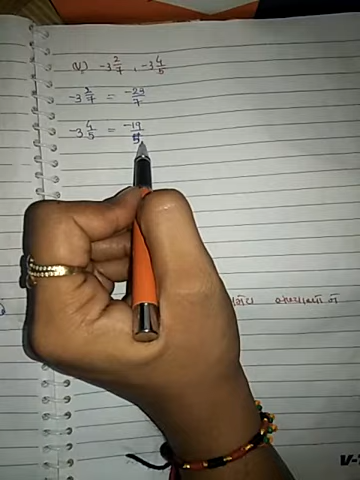 (v) -3 2/7, -3 4/5
-3 2/7 = -23/7
-3 4/5 = -19/5